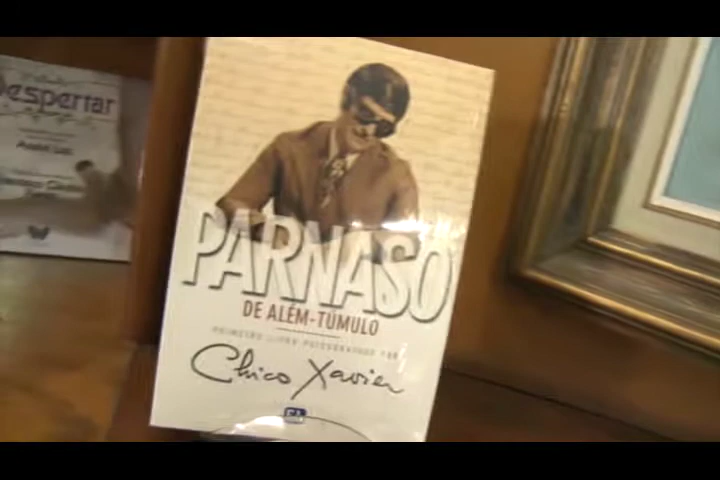 Despertar
PARNASO
DE ALÉM-TÚMULO
PRIMEIRO LIVRO PSICOGRAFADO POR
Chico Xavier